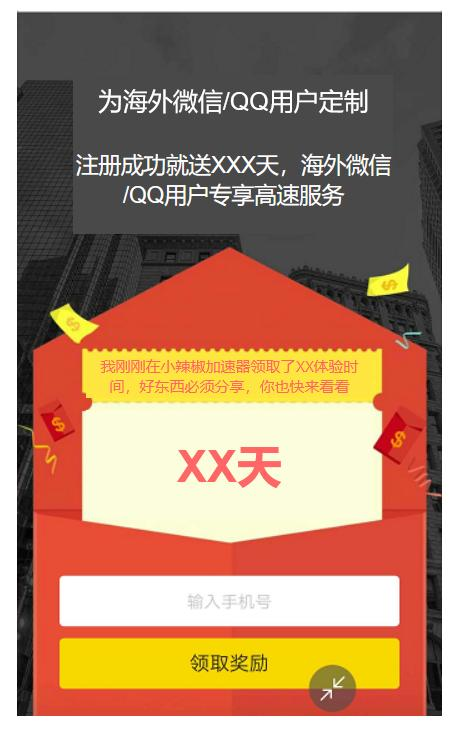 为海外微信/QQ用户定制
注册成功就送XXX天，海外微信
/QQ用户专享高速服务
我刚刚在小辣椒加速器领取了XX体验时
间，好东西必须分享，你也快来看看
XX天
输入手机号
领取奖励